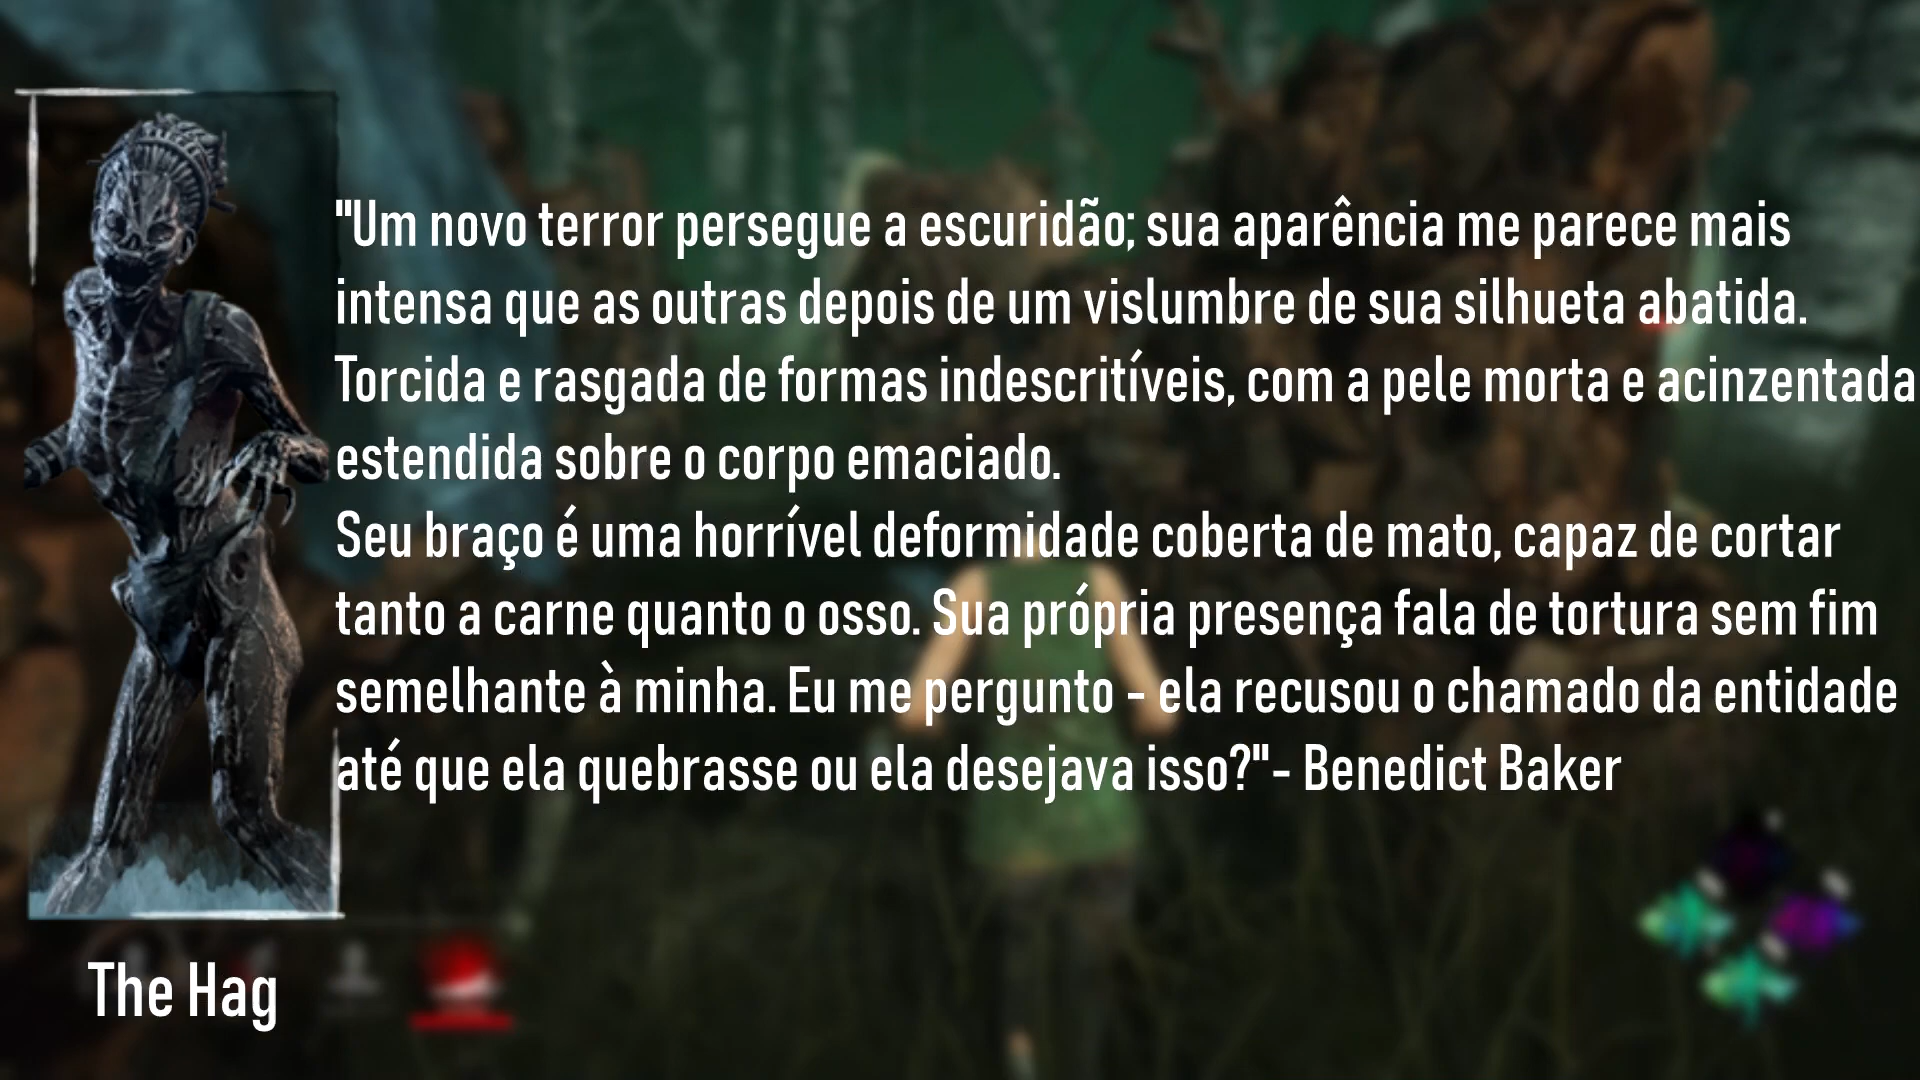 "Um novo terror persegue a escuridão; sua aparência me parece mais
intensa que as outras depois de um vislumbre de sua silhueta abatida.
Torcida e rasgada de formas indescritíveis, com a pele morta e acinzentada
estendida sobre o corpo emaciado.
Seu braço é uma horrível deformidade coberta de mato, capaz de cortar
tanto a carne quanto o osso. Sua própria presença fala de tortura sem fim
semelhante à minha. Eu me pergunto - ela recusou o chamado da entidade
até que ela quebrasse ou ela desejava isso?"- Benedict Baker
The Hag